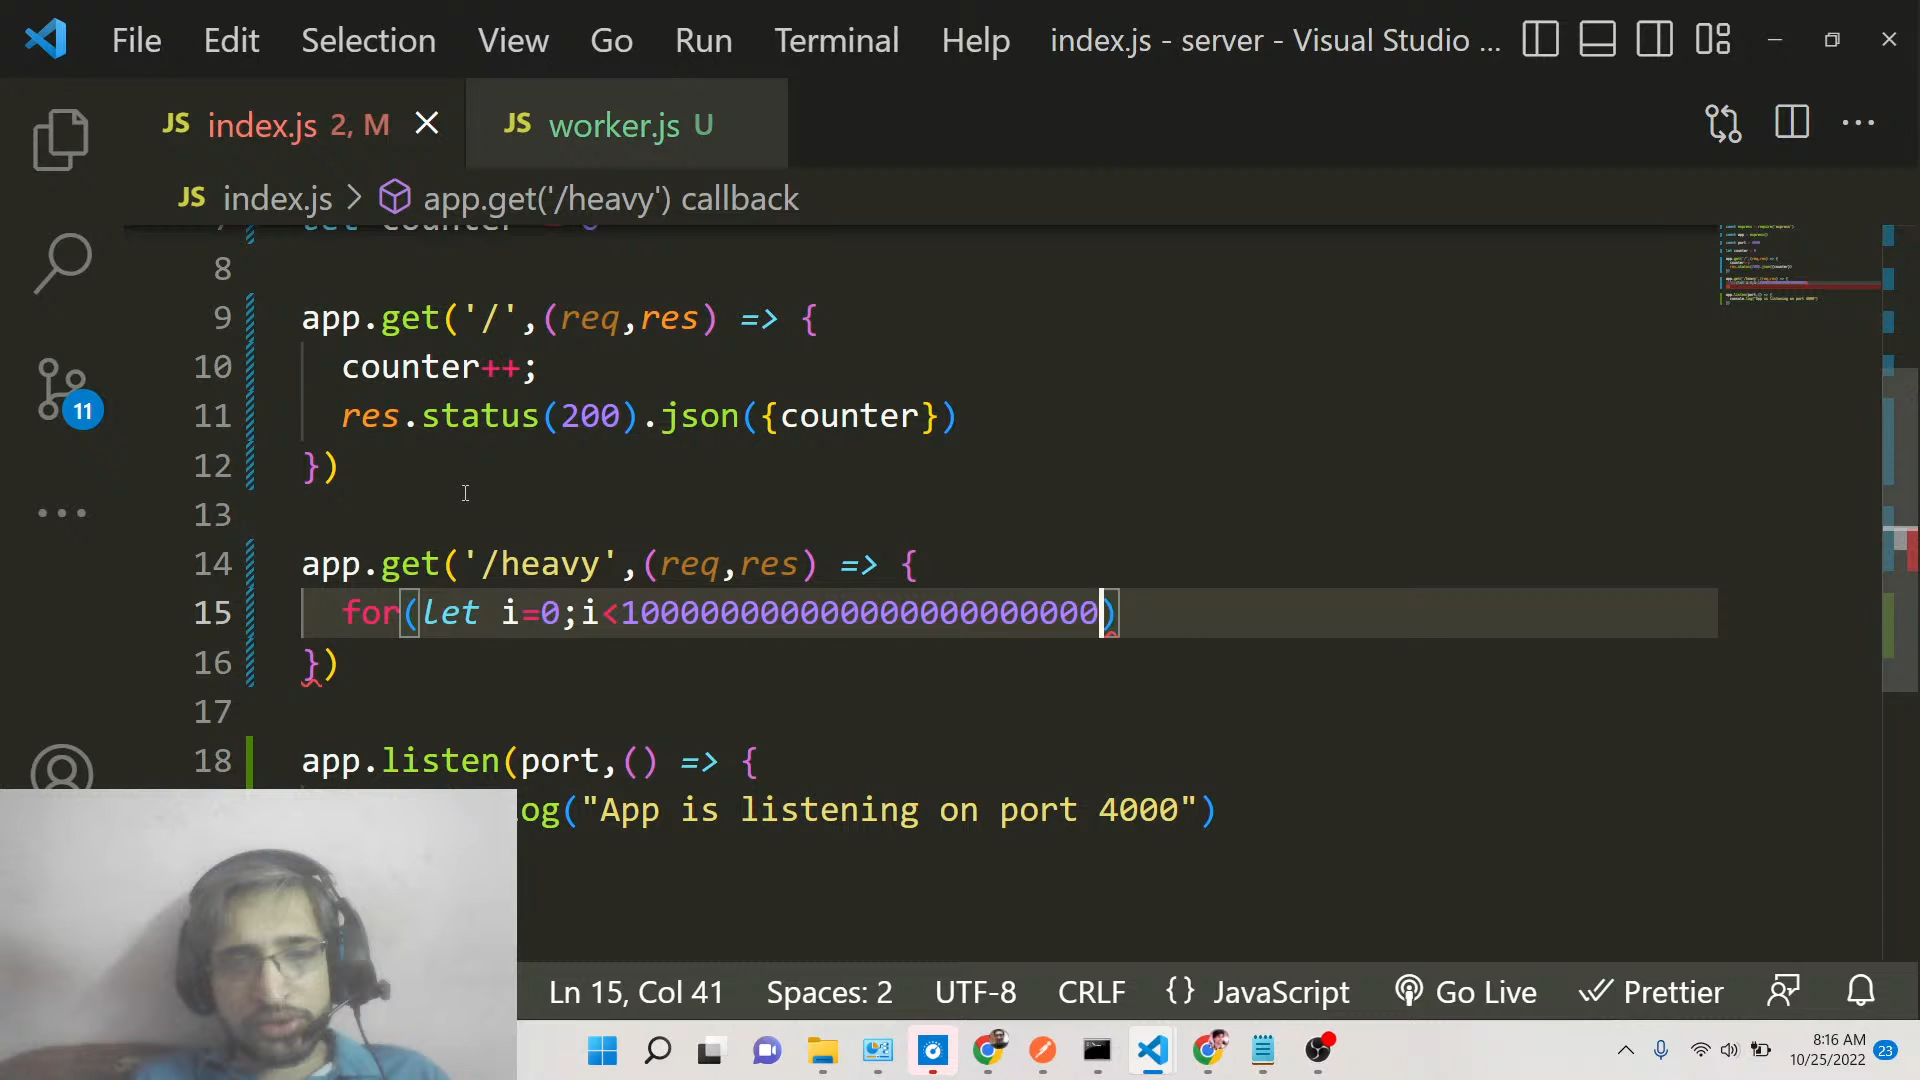 File Edit Selection View Go Run Terminal Help index.js - server - Visual Studio ...
JS index.js 2, M JS worker.js U
JS index.js > app.get('/heavy') callback
8
9 app.get('/',(req,res) => {
10 counter++;
11 res.status(200).json({counter})
12 })
13
14 app.get('/heavy',(req,res) => {
15 for(let i=0;i<100000000000000000000000)
16 })
17
18 app.listen(port,() => {
og("App is listening on port 4000")
11
Ln 15, Col 41 Spaces: 2 UTF-8 CRLF {} JavaScript Go Live Prettier
8:16 AM
10/25/2022 23